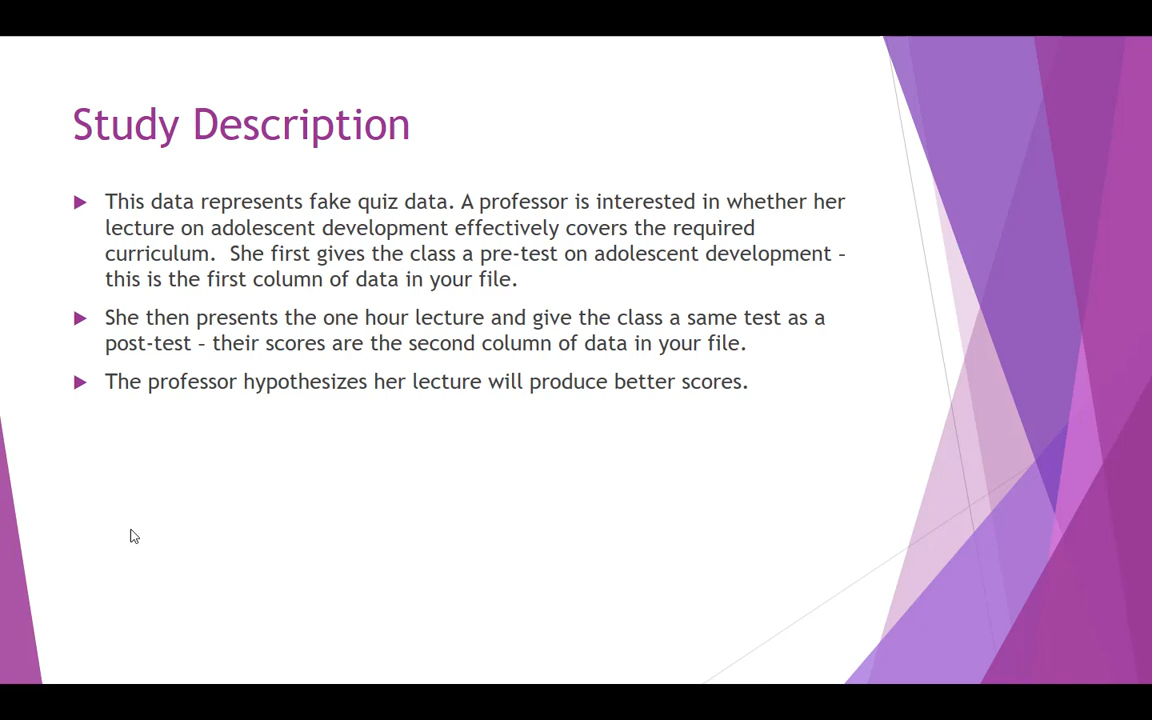 Study Description
This data represents fake quiz data. A professor is interested in whether her
lecture on adolescent development effectively covers the required
curriculum.  She first gives the class a pre-test on adolescent development –
this is the first column of data in your file.
She then presents the one hour lecture and give the class a same test as a
post-test – their scores are the second column of data in your file.
The professor hypothesizes her lecture will produce better scores.